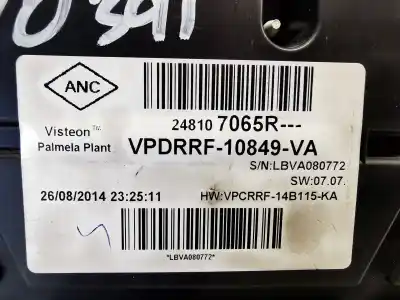 ANC
24810 7065R---
Visteon™
Palmela Plant
VPDRRF-10849-VA
S/N:LBVA080772
SW:07.07.
26/08/2014 23:25:11
HW:VPCRRF-14B115-KA
*LBVA080772*